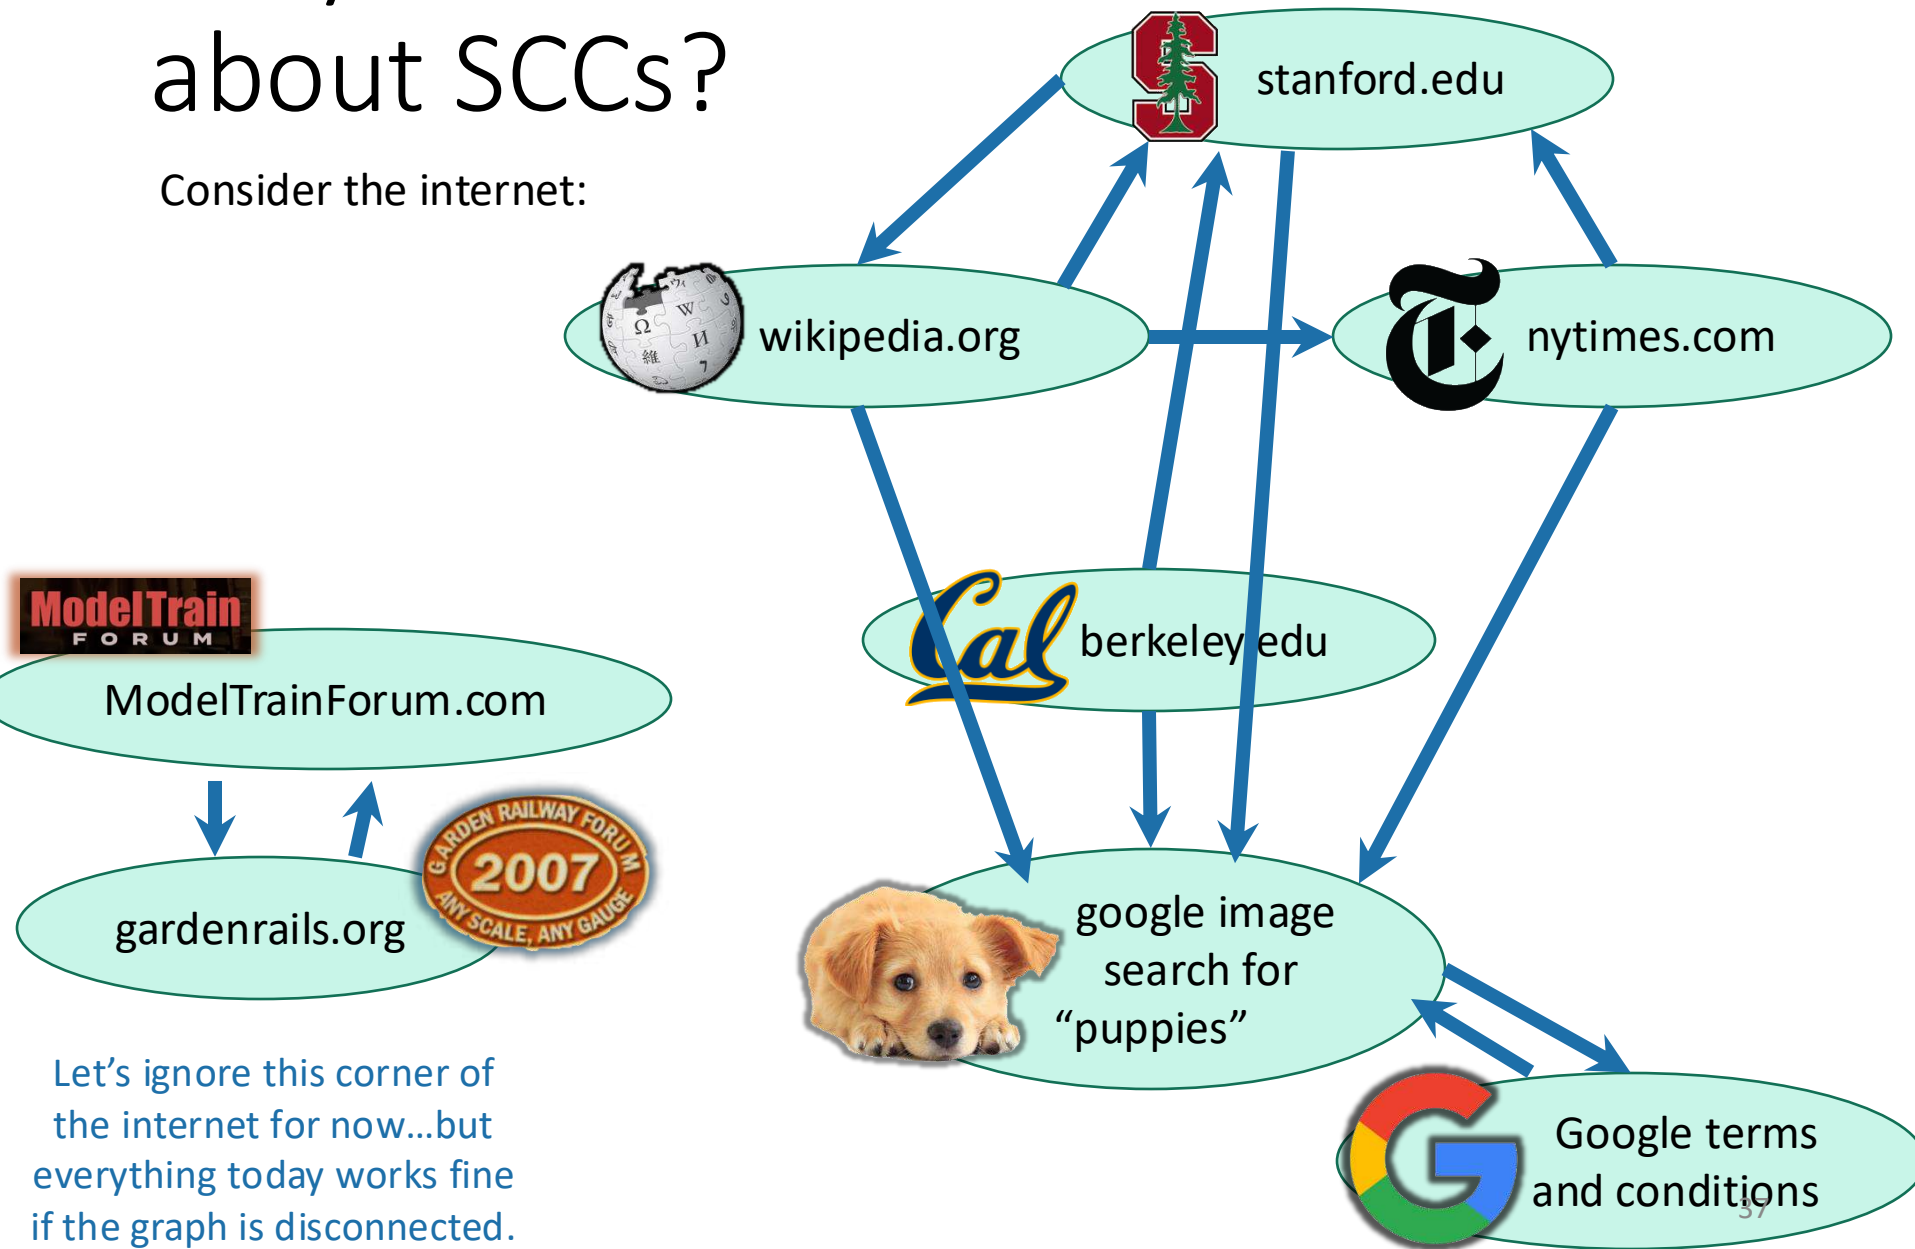 about SCCs?
Consider the internet:
stanford.edu
wikipedia.org
nytimes.com
berkeley.edu
ModelTrain
FORUM
ModelTrainForum.com
GARDEN RAILWAY FORUM
2007
ANY SCALE, ANY GAUGE
gardenrails.org
google image
search for
“puppies”
Let’s ignore this corner of
the internet for now…but
everything today works fine
if the graph is disconnected.
Google terms
and conditions
37